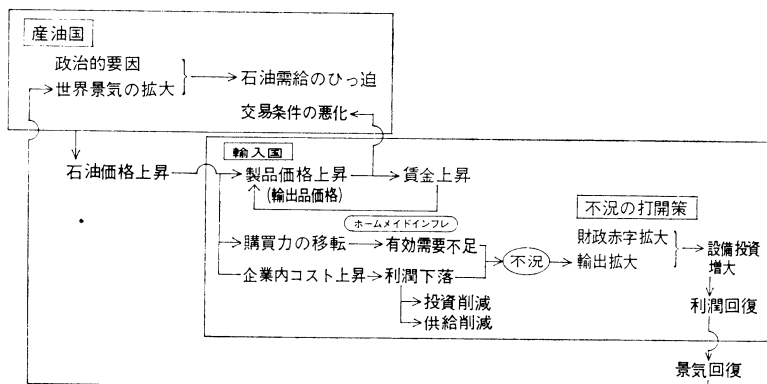 産油国
政治的要因
世界景気の拡大
石油需給のひっ迫
交易条件の悪化
石油価格上昇
輸入国
製品価格上昇
(輸出品価格)
賃金上昇
ホームメイドインフレ
購買力の移転
有効需要不足
企業内コスト上昇
利潤下落
投資削減
供給削減
不況
不況の打開策
財政赤字拡大
輸出拡大
設備投資
増大
利潤回復
景気回復